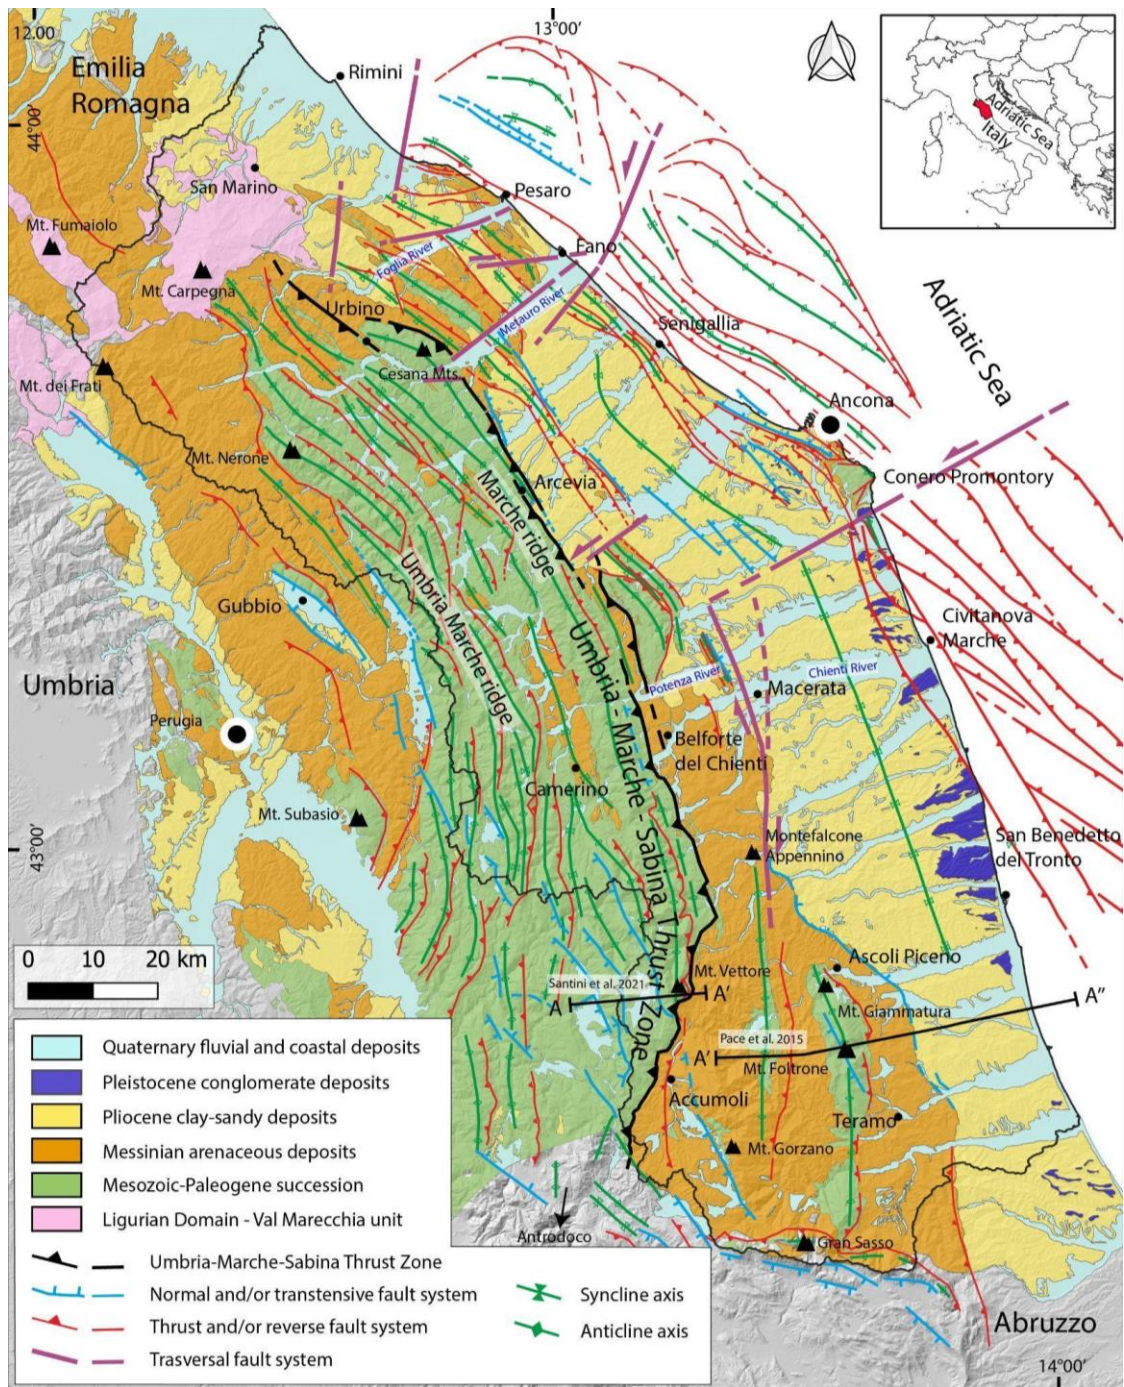 12.00
13°00'
Emilia
Romagna
Rimini
44°00'
San Marino
Pesaro
Mt. Fumaiolo
Fano
Foglia River
Mt. Carpegna
Urbino
Metauro River
Senigallia
Adriatic Sea
Italy
Adriatic Sea
Cesana Mts.
Mt. dei Frati
Ancona
Mt. Nerone
Arcevia
Conero Promontory
Marche ridge
Umbria Marche ridge
Gubbio
Civitanova
Marche
Umbria - Marche - Sabina Thrust Zone
Chienti River
Potenza River
Macerata
Umbria
Perugia
Belforte
del Chienti
Camerino
Mt. Subasio
43°00'
Montefalcone
Appennino
San Benedetto
del Tronto
0 10 20 km
Ascoli Piceno
Mt. Vettore
Santini et al. 2021
A
A'
Mt. Giammatura
A''
Pace et al. 2015
A'
Mt. Foltrone
Accumoli
Teramo
Mt. Gorzano
Antrodoco
Gran Sasso
Abruzzo
14°00'
Quaternary fluvial and coastal deposits
Pleistocene conglomerate deposits
Pliocene clay-sandy deposits
Messinian arenaceous deposits
Mesozoic-Paleogene succession
Ligurian Domain - Val Marecchia unit
Umbria-Marche-Sabina Thrust Zone
Normal and/or transtensive fault system
Thrust and/or reverse fault system
Trasversal fault system
Syncline axis
Anticline axis